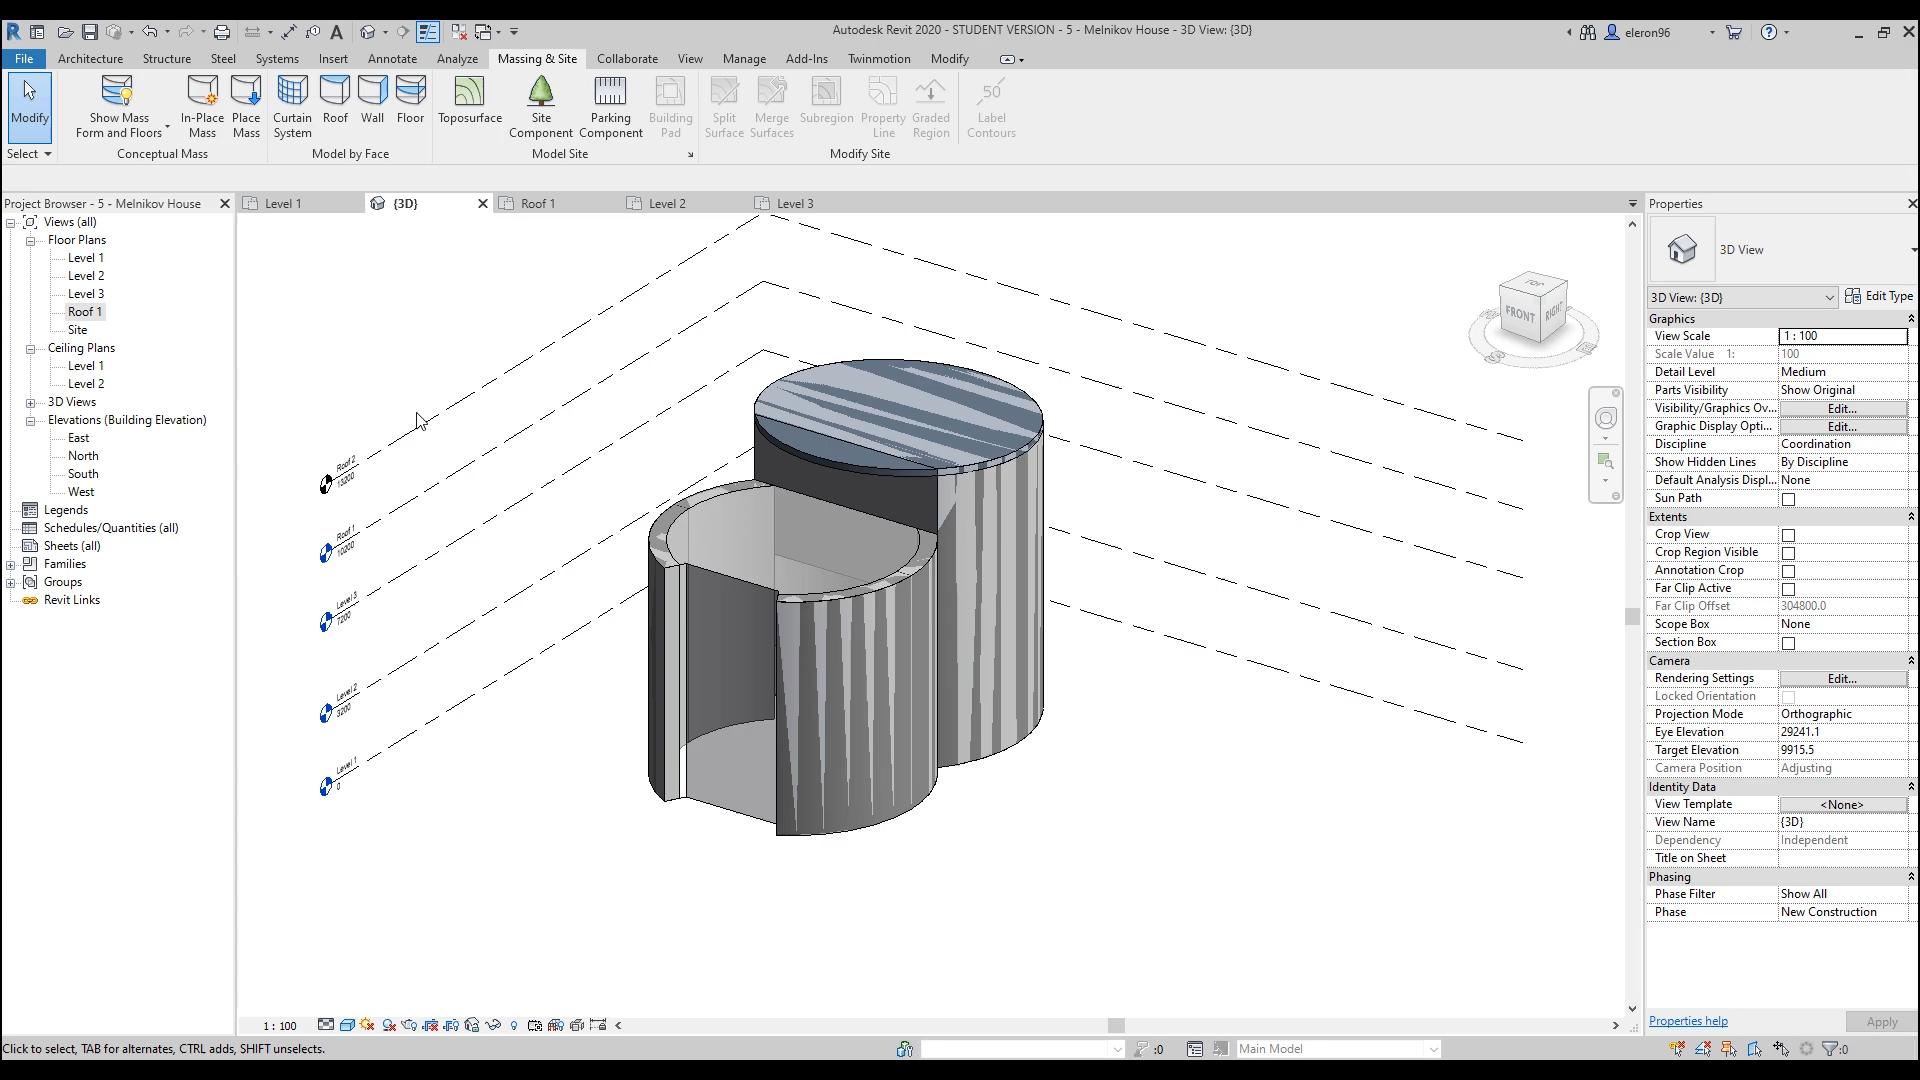 Autodesk Revit 2020 - STUDENT VERSION - 5 - Melnikov House - 3D View: {3D}
eleron96
File Architecture Structure Steel Systems Insert Annotate Analyze Massing & Site Collaborate View Manage Add-Ins Twinmotion Modify
Modify
Show Mass Form and Floors
In-Place Mass
Place Mass
Curtain System
Roof
Wall
Floor
Toposurface
Site Component
Parking Component
Building Pad
Split Surface
Merge Surfaces
Subregion
Property Line
Graded Region
50
Label Contours
Select
Conceptual Mass
Model by Face
Model Site
Modify Site
Project Browser - 5 - Melnikov House
Views (all)
Floor Plans
Level 1
Level 2
Level 3
Roof 1
Site
Ceiling Plans
Level 1
Level 2
3D Views
Elevations (Building Elevation)
East
North
South
West
Legends
Schedules/Quantities (all)
Sheets (all)
Families
Groups
Revit Links
Level 1
{3D}
Roof 1
Level 2
Level 3
Roof 2
13200
Roof 1
10200
Level 3
7200
Level 2
3200
Level 1
0
TOP
FRONT
RIGHT
S
E
Properties
3D View
3D View: {3D}
Edit Type
Graphics
View Scale 1 : 100
Scale Value 1: 100
Detail Level Medium
Parts Visibility Show Original
Visibility/Graphics Ov... Edit...
Graphic Display Opti... Edit...
Discipline Coordination
Show Hidden Lines By Discipline
Default Analysis Displ... None
Sun Path
Extents
Crop View
Crop Region Visible
Annotation Crop
Far Clip Active
Far Clip Offset 304800.0
Scope Box None
Section Box
Camera
Rendering Settings Edit...
Locked Orientation
Projection Mode Orthographic
Eye Elevation 29241.1
Target Elevation 9915.5
Camera Position Adjusting
Identity Data
View Template <None>
View Name {3D}
Dependency Independent
Title on Sheet
Phasing
Phase Filter Show All
Phase New Construction
Properties help
Apply
1 : 100
Click to select, TAB for alternates, CTRL adds, SHIFT unselects.
:0
Main Model
:0